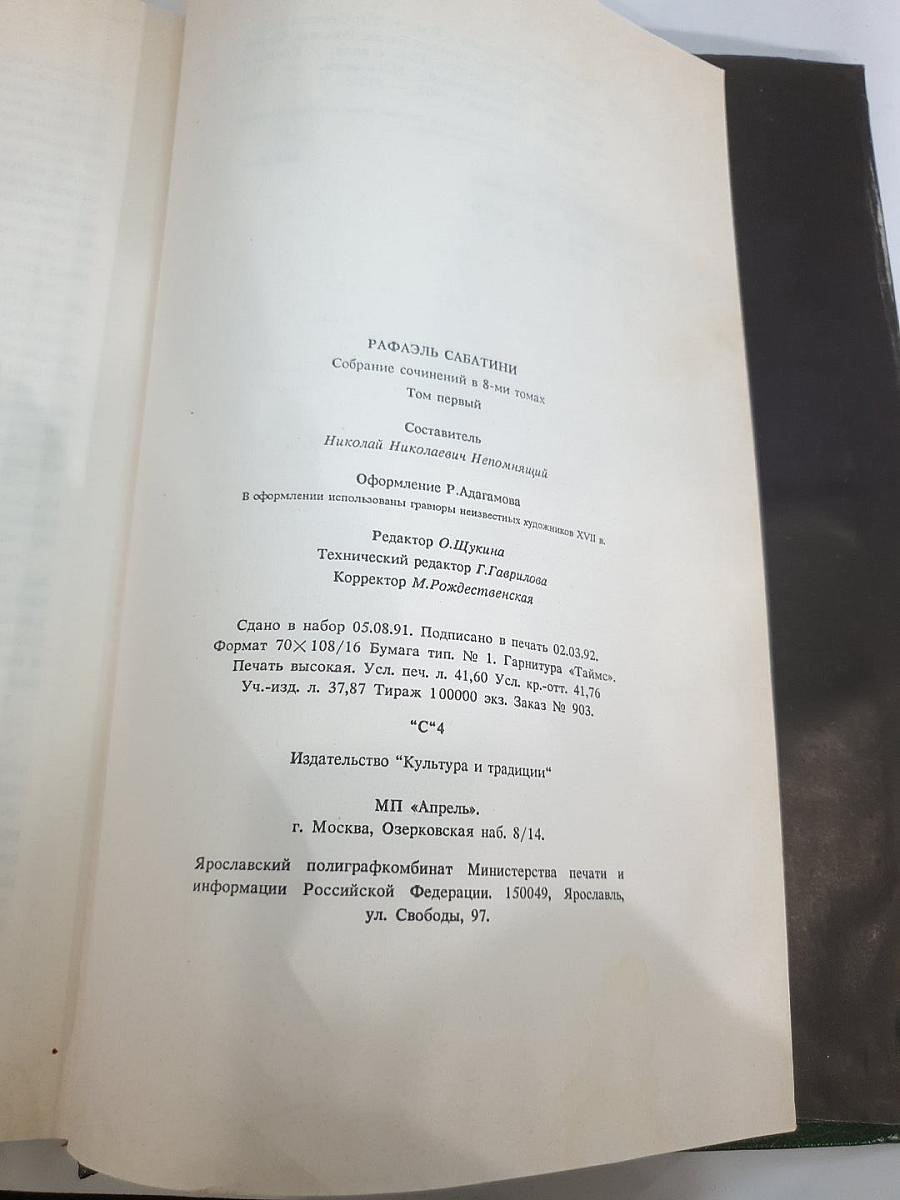 РАФАЭЛЬ САБАТИНИ
Собрание сочинений в 8-ми томах
Том первый
Составитель
Николай Николаевич Непомнящий
Оформление Р.Адагамова
В оформлении использованы гравюры неизвестных художников XVII в.
Редактор О.Щукина
Технический редактор Г.Гаврилова
Корректор М.Рождественская
Сдано в набор 05.08.91. Подписано в печать 02.03.92.
Формат 70×108/16 Бумага тип. № 1. Гарнитура «Таймс».
Печать высокая. Усл. печ. л. 41,60 Усл. кр.-отт. 41,76
Уч.-изд. л. 37,87 Тираж 100000 экз. Заказ № 903.
“С“4
Издательство “Культура и традиции“
МП «Апрель».
г. Москва, Озерковская наб. 8/14.
Ярославский полиграфкомбинат Министерства печати и
информации Российской Федерации. 150049, Ярославль,
ул. Свободы, 97.